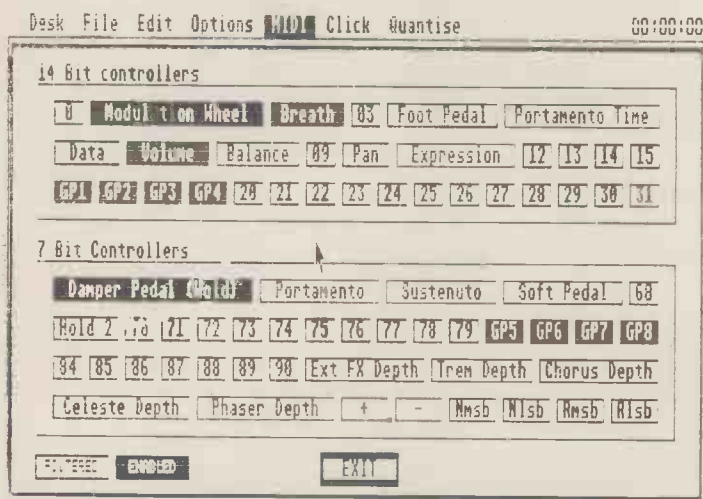 Desk File Edit Options MIDI Click Quantise 00:00:00
14 Bit controllers
0 Modulation Wheel Breath 03 Foot Pedal Portamento Time
Data Volume Balance 09 Pan Expression 12 13 14 15
GP1 GP2 GP3 GP4 20 21 22 23 24 25 26 27 28 29 30 31
7 Bit Controllers
Damper Pedal (Hold) Portamento Sustenuto Soft Pedal 68
Hold 2 70 71 72 73 74 75 76 77 78 79 GP5 GP6 GP7 GP8
84 85 86 87 88 89 90 Ext FX Depth Trem Depth Chorus Depth
Celeste Depth Phaser Depth + - Nmsb Nlsb Rmsb Rlsb
FILTERED ENABLED EXIT